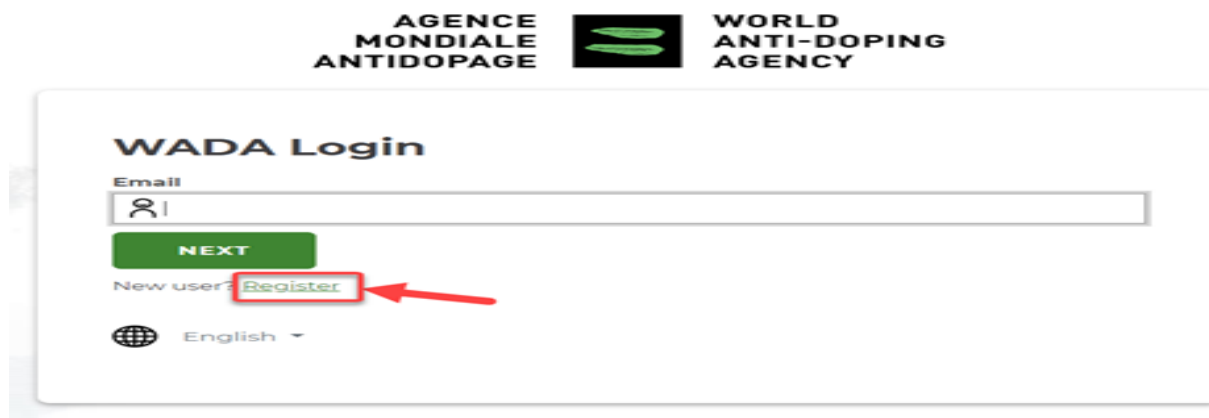 AGENCE
MONDIALE
ANTIDOPAGE
WORLD
ANTI-DOPING
AGENCY
WADA Login
Email
NEXT
New user? Register
English